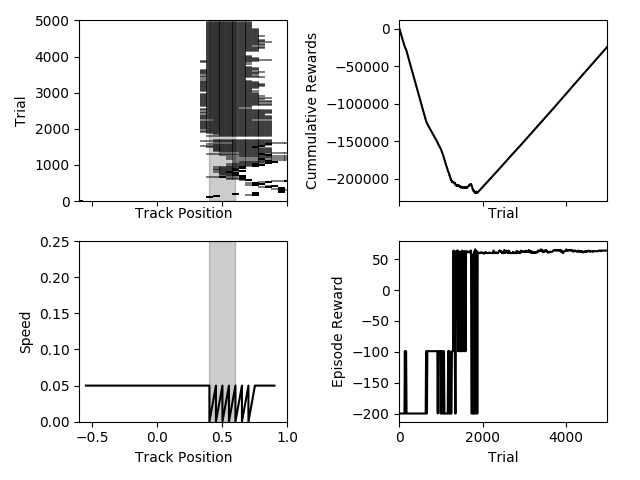 5000
4000
3000
2000
1000
0
Trial
Track Position
0
−50000
−100000
−150000
−200000
Cummulative Rewards
Trial
0.25
0.20
0.15
0.10
0.05
0.00
Speed
−0.5 0.0 0.5 1.0
Track Position
50
0
−50
−100
−150
−200
Episode Reward
0 2000 4000
Trial